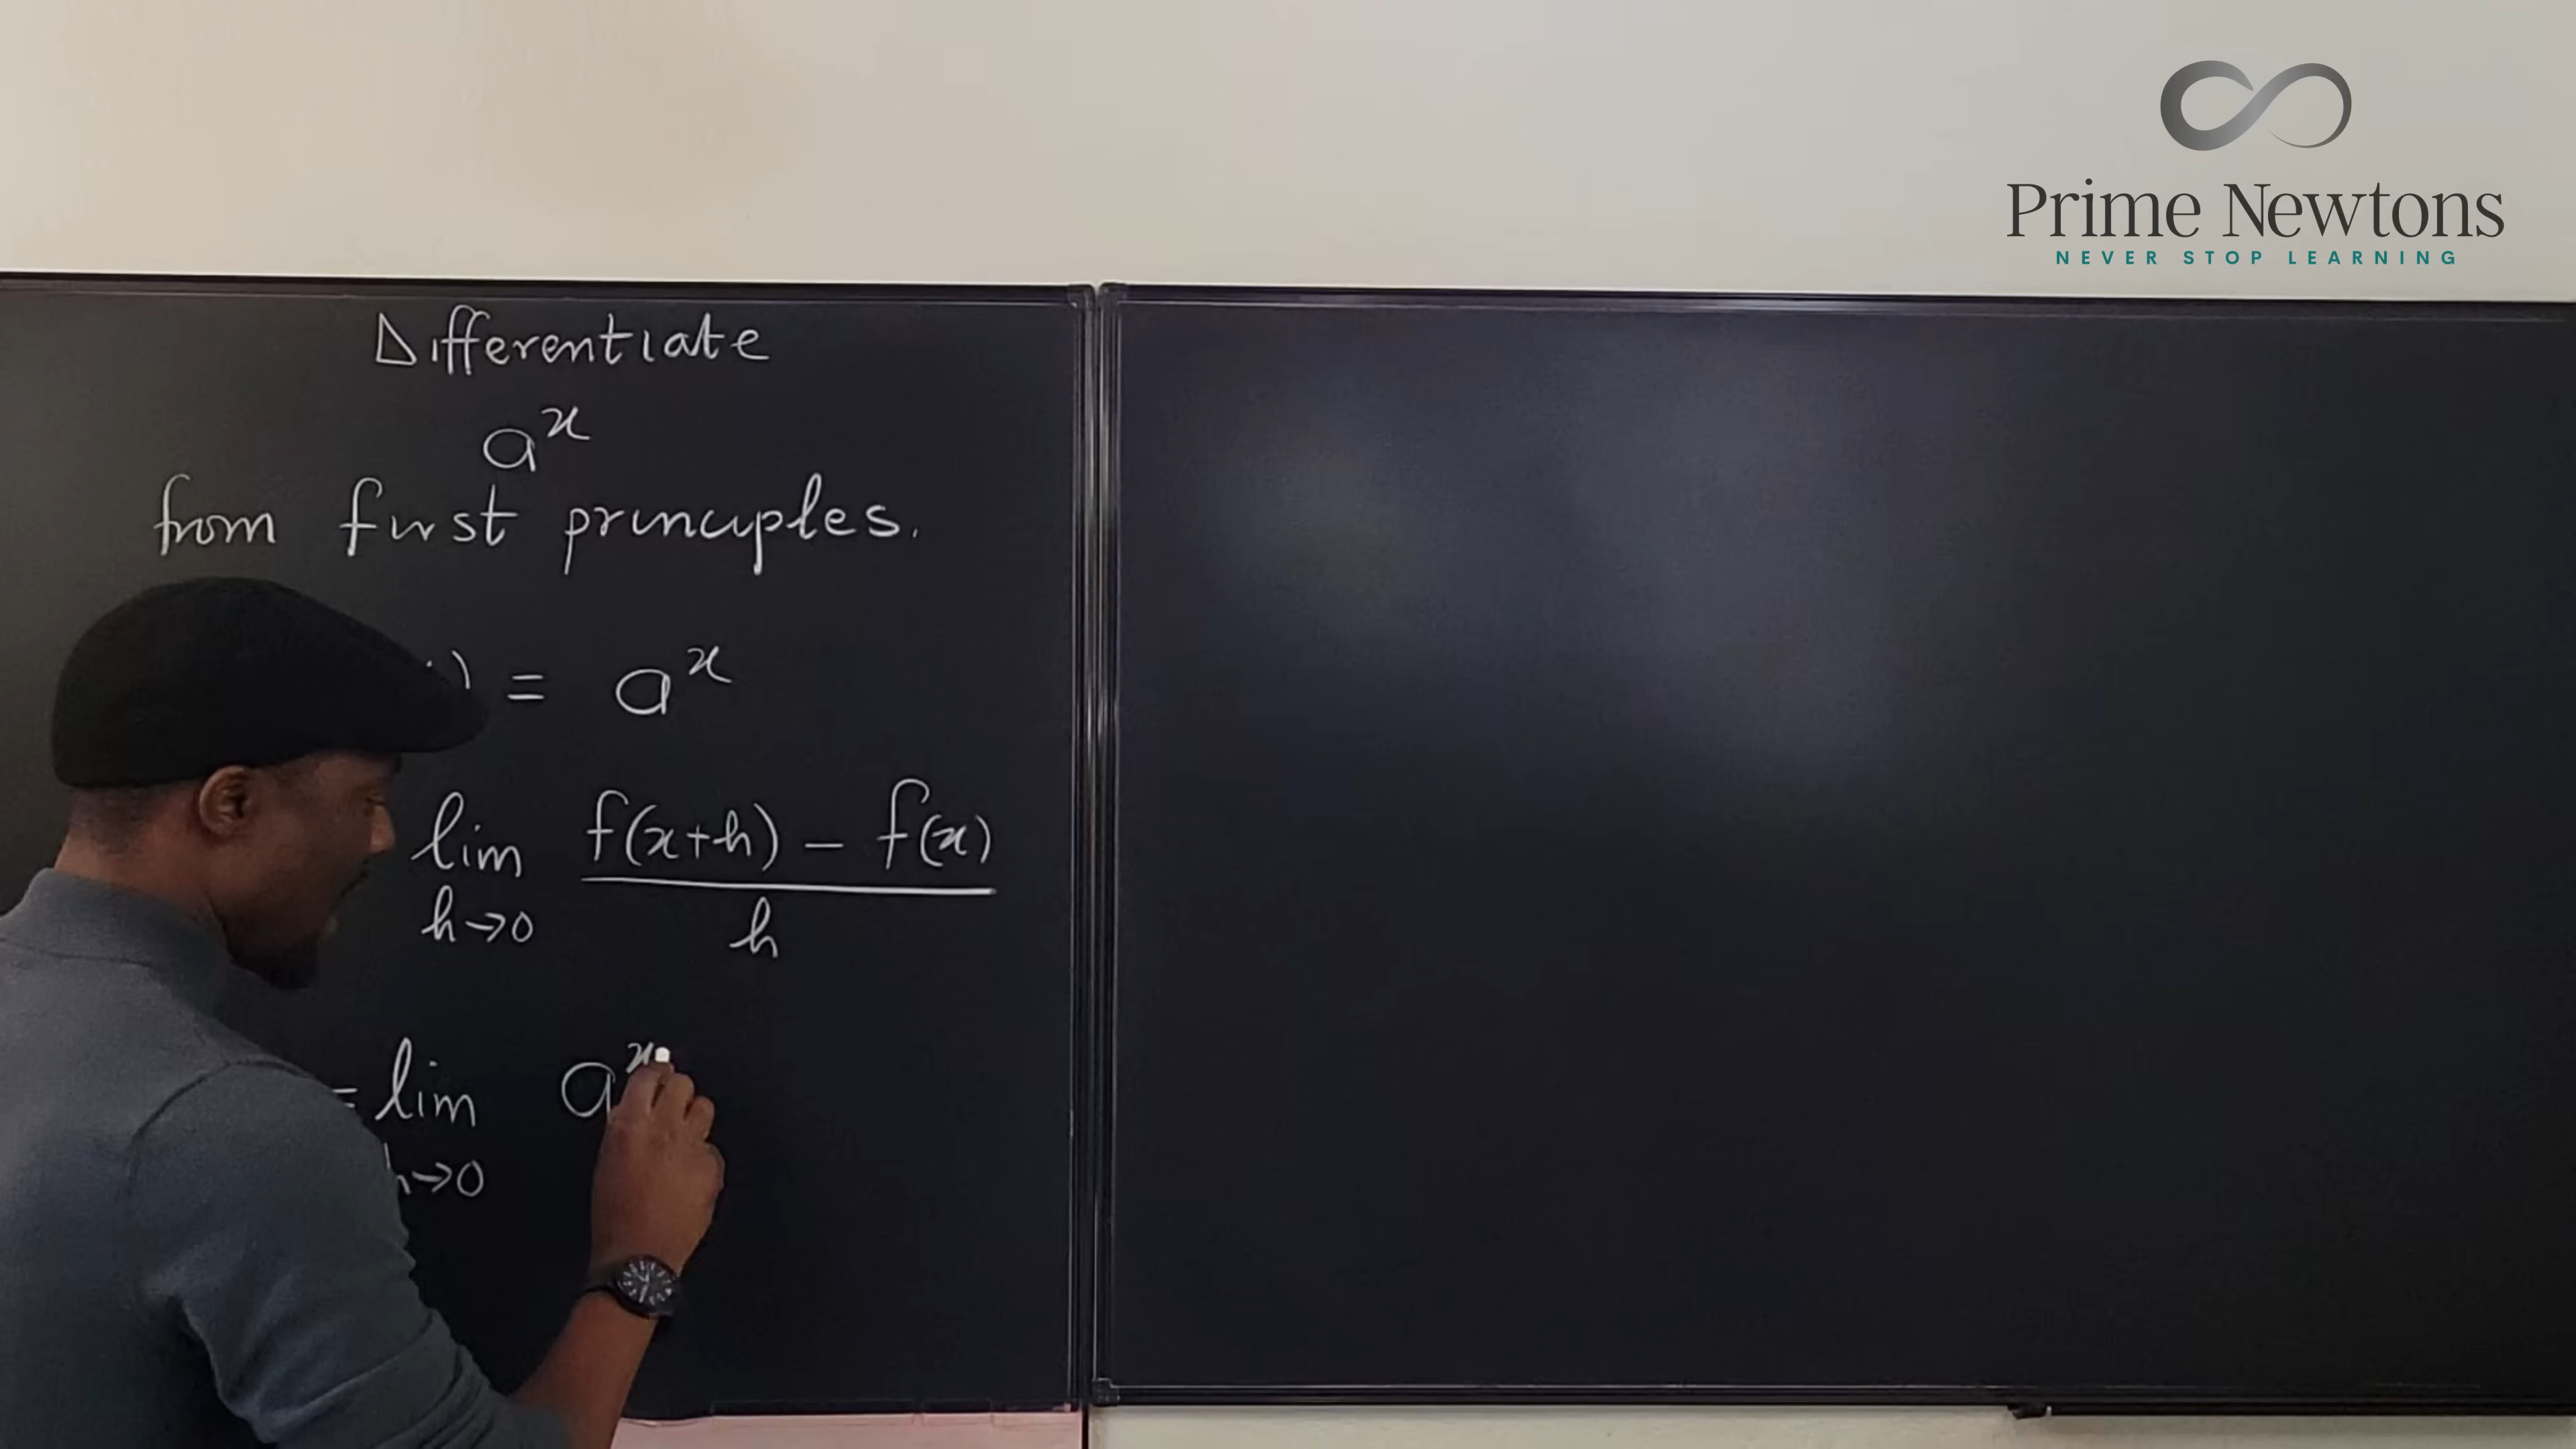 Prime Newtons
NEVER STOP LEARNING
Differentiate
a^x
from first principles.
) = a^x
lim f(x+h) - f(x)
h→0 h
= lim a^x
h→0